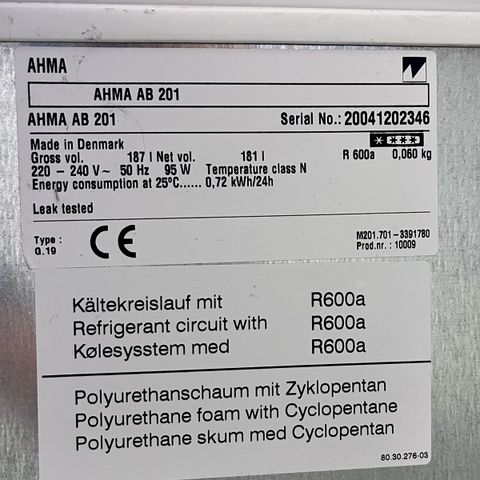 AHMA
AHMA AB 201
AHMA AB 201 Serial No.: 20041202346
Made in Denmark
Gross vol. 187 l Net vol. 181 l R 600a 0,060 kg
220 - 240 V~ 50 Hz 95 W Temperature class N
Energy consumption at 25°C...... 0,72 kWh/24h
Leak tested
Type : M201.701-3391780
G.19 CE Prod.nr. : 10009
Kältekreislauf mit R600a
Refrigerant circuit with R600a
Kølesysstem med R600a
Polyurethanschaum mit Zyklopentan
Polyurethane foam with Cyclopentane
Polyurethane skum med Cyclopentan
80.30.276-03